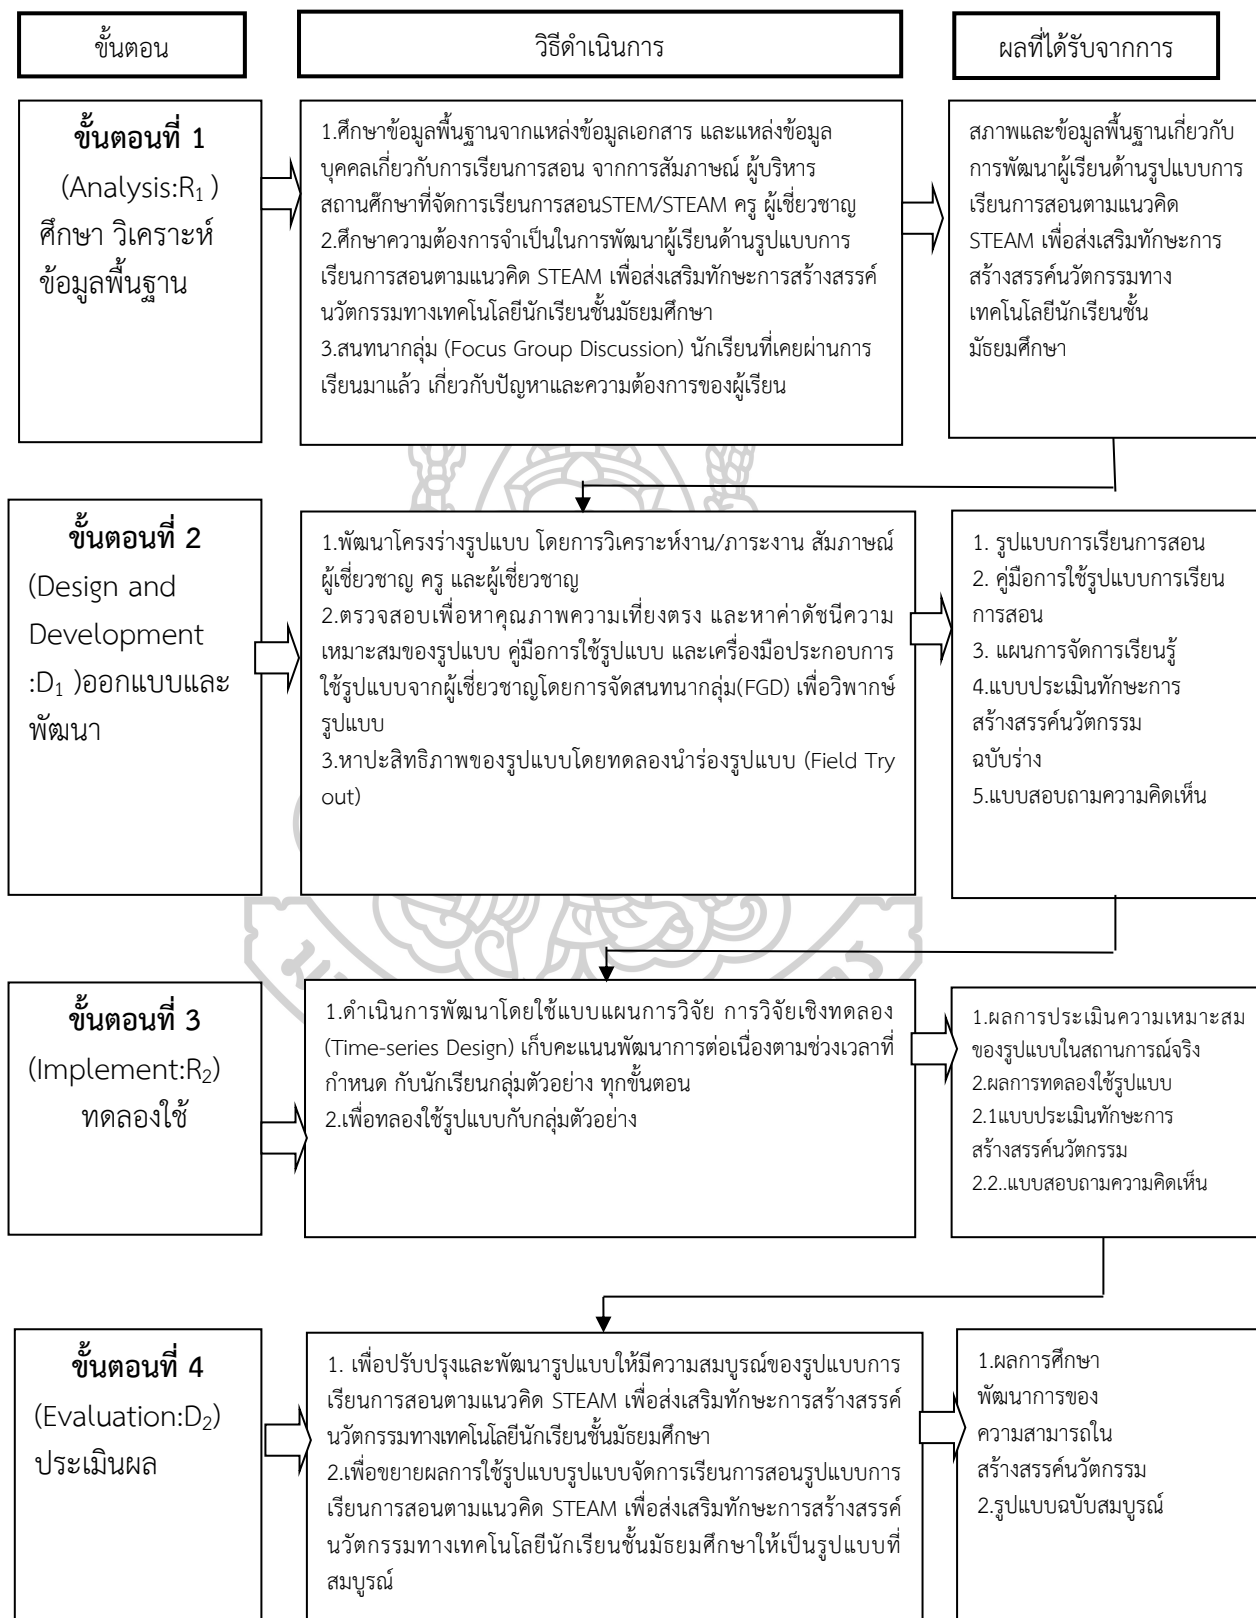 ขั้นตอน
วิธีดำเนินการ
ผลที่ได้รับจากการ
ขั้นตอนที่ 1
(Analysis:R1 )
ศึกษา วิเคราะห์
ข้อมูลพื้นฐาน
1.ศึกษาข้อมูลพื้นฐานจากแหล่งข้อมูลเอกสาร และแหล่งข้อมูล
บุคคลเกี่ยวกับการเรียนการสอน จากการสัมภาษณ์ ผู้บริหาร
สถานศึกษาที่จัดการเรียนการสอนSTEM/STEAM ครู ผู้เชี่ยวชาญ
2.ศึกษาความต้องการจำเป็นในการพัฒนาผู้เรียนด้านรูปแบบการ
เรียนการสอนตามแนวคิด STEAM เพื่อส่งเสริมทักษะการสร้างสรรค์
นวัตกรรมทางเทคโนโลยีนักเรียนชั้นมัธยมศึกษา
3.สนทนากลุ่ม (Focus Group Discussion) นักเรียนที่เคยผ่านการ
เรียนมาแล้ว เกี่ยวกับปัญหาและความต้องการของผู้เรียน
สภาพและข้อมูลพื้นฐานเกี่ยวกับ
การพัฒนาผู้เรียนด้านรูปแบบการ
เรียนการสอนตามแนวคิด
STEAM เพื่อส่งเสริมทักษะการ
สร้างสรรค์นวัตกรรมทาง
เทคโนโลยีนักเรียนชั้น
มัธยมศึกษา
ขั้นตอนที่ 2
(Design and
Development
:D1 )ออกแบบและ
พัฒนา
1.พัฒนาโครงร่างรูปแบบ โดยการวิเคราะห์งาน/ภาระงาน สัมภาษณ์
ผู้เชี่ยวชาญ ครู และผู้เชี่ยวชาญ
2.ตรวจสอบเพื่อหาคุณภาพความเที่ยงตรง และหาค่าดัชนีความ
เหมาะสมของรูปแบบ คู่มือการใช้รูปแบบ และเครื่องมือประกอบการ
ใช้รูปแบบจากผู้เชี่ยวชาญโดยการจัดสนทนากลุ่ม(FGD) เพื่อวิพากษ์
รูปแบบ
3.หาปะสิทธิภาพของรูปแบบโดยทดลองนำร่องรูปแบบ (Field Try
out)
1. รูปแบบการเรียนการสอน
2. คู่มือการใช้รูปแบบการเรียน
การสอน
3. แผนการจัดการเรียนรู้
4.แบบประเมินทักษะการ
สร้างสรรค์นวัตกรรม
ฉบับร่าง
5.แบบสอบถามความคิดเห็น
ขั้นตอนที่ 3
(Implement:R2)
ทดลองใช้
1.ดำเนินการพัฒนาโดยใช้แบบแผนการวิจัย การวิจัยเชิงทดลอง
(Time-series Design) เก็บคะแนนพัฒนาการต่อเนื่องตามช่วงเวลาที่
กำหนด กับนักเรียนกลุ่มตัวอย่าง ทุกขั้นตอน
2.เพื่อทลองใช้รูปแบบกับกลุ่มตัวอย่าง
1.ผลการประเมินความเหมาะสม
ของรูปแบบในสถานการณ์จริง
2.ผลการทดลองใช้รูปแบบ
2.1แบบประเมินทักษะการ
สร้างสรรค์นวัตกรรม
2.2..แบบสอบถามความคิดเห็น
ขั้นตอนที่ 4
(Evaluation:D2)
ประเมินผล
1. เพื่อปรับปรุงและพัฒนารูปแบบให้มีความสมบูรณ์ของรูปแบบการ
เรียนการสอนตามแนวคิด STEAM เพื่อส่งเสริมทักษะการสร้างสรรค์
นวัตกรรมทางเทคโนโลยีนักเรียนชั้นมัธยมศึกษา
2.เพื่อขยายผลการใช้รูปแบบรูปแบบจัดการเรียนการสอนรูปแบบการ
เรียนการสอนตามแนวคิด STEAM เพื่อส่งเสริมทักษะการสร้างสรรค์
นวัตกรรมทางเทคโนโลยีนักเรียนชั้นมัธยมศึกษาให้เป็นรูปแบบที่
สมบูรณ์
1.ผลการศึกษา
พัฒนาการของ
ความสามารถใน
สร้างสรรค์นวัตกรรม
2.รูปแบบฉบับสมบูรณ์